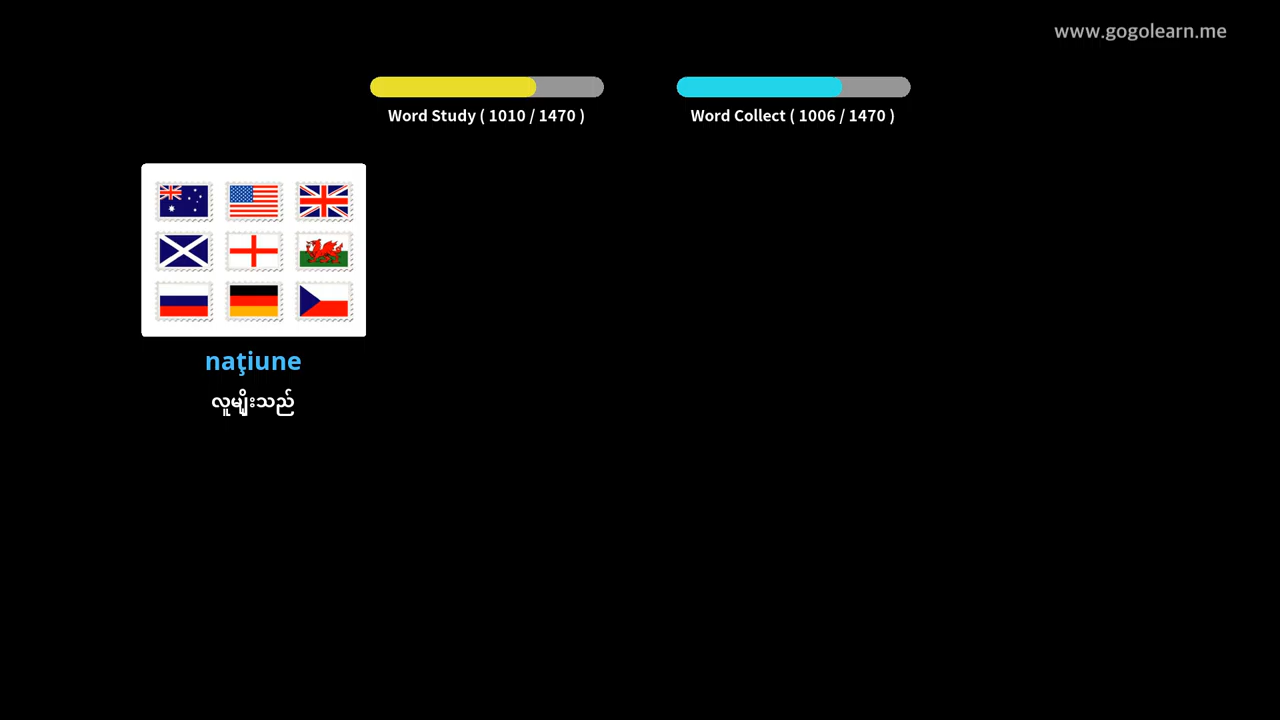 www.gogolearn.me
Word Study ( 1010 / 1470 )
Word Collect ( 1006 / 1470 )
naţiune
လူမျိုးသည်